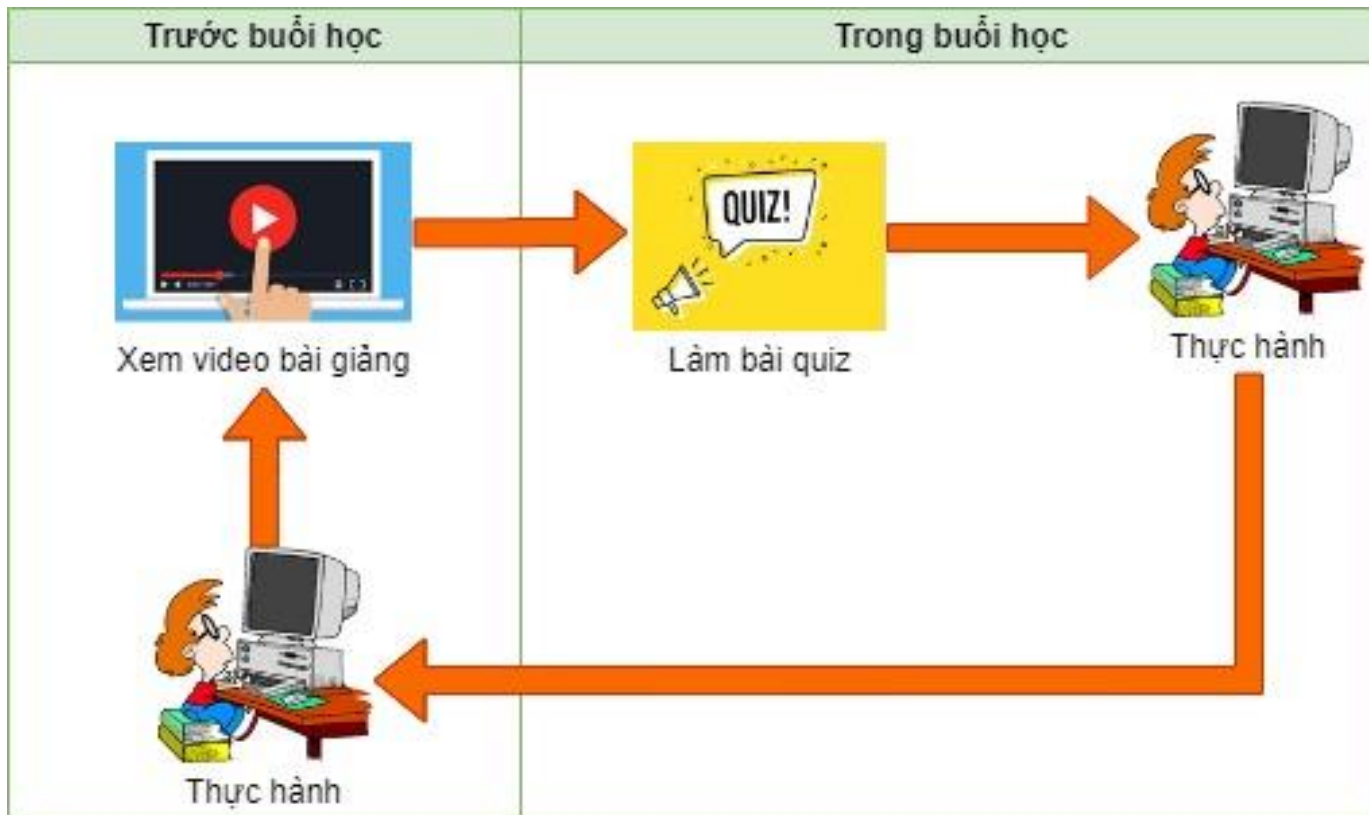 Trước buổi học
Trong buổi học
QUIZ!
Xem video bài giảng
Làm bài quiz
Thực hành
Thực hành